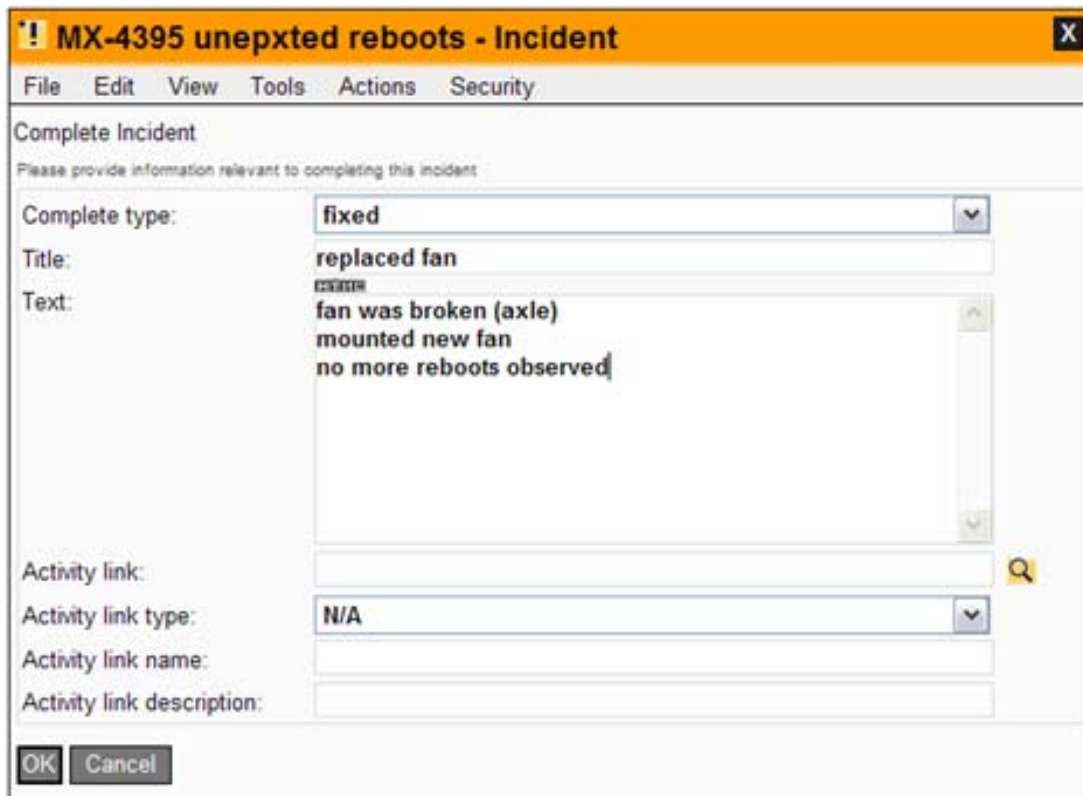 MX-4395 unepxted reboots - Incident
X
File Edit View Tools Actions Security
Complete Incident
Please provide information relevant to completing this incident
Complete type: fixed
Title: replaced fan
Text:
fan was broken (axle)
mounted new fan
no more reboots observed
Activity link:
Activity link type: N/A
Activity link name:
Activity link description:
OK Cancel